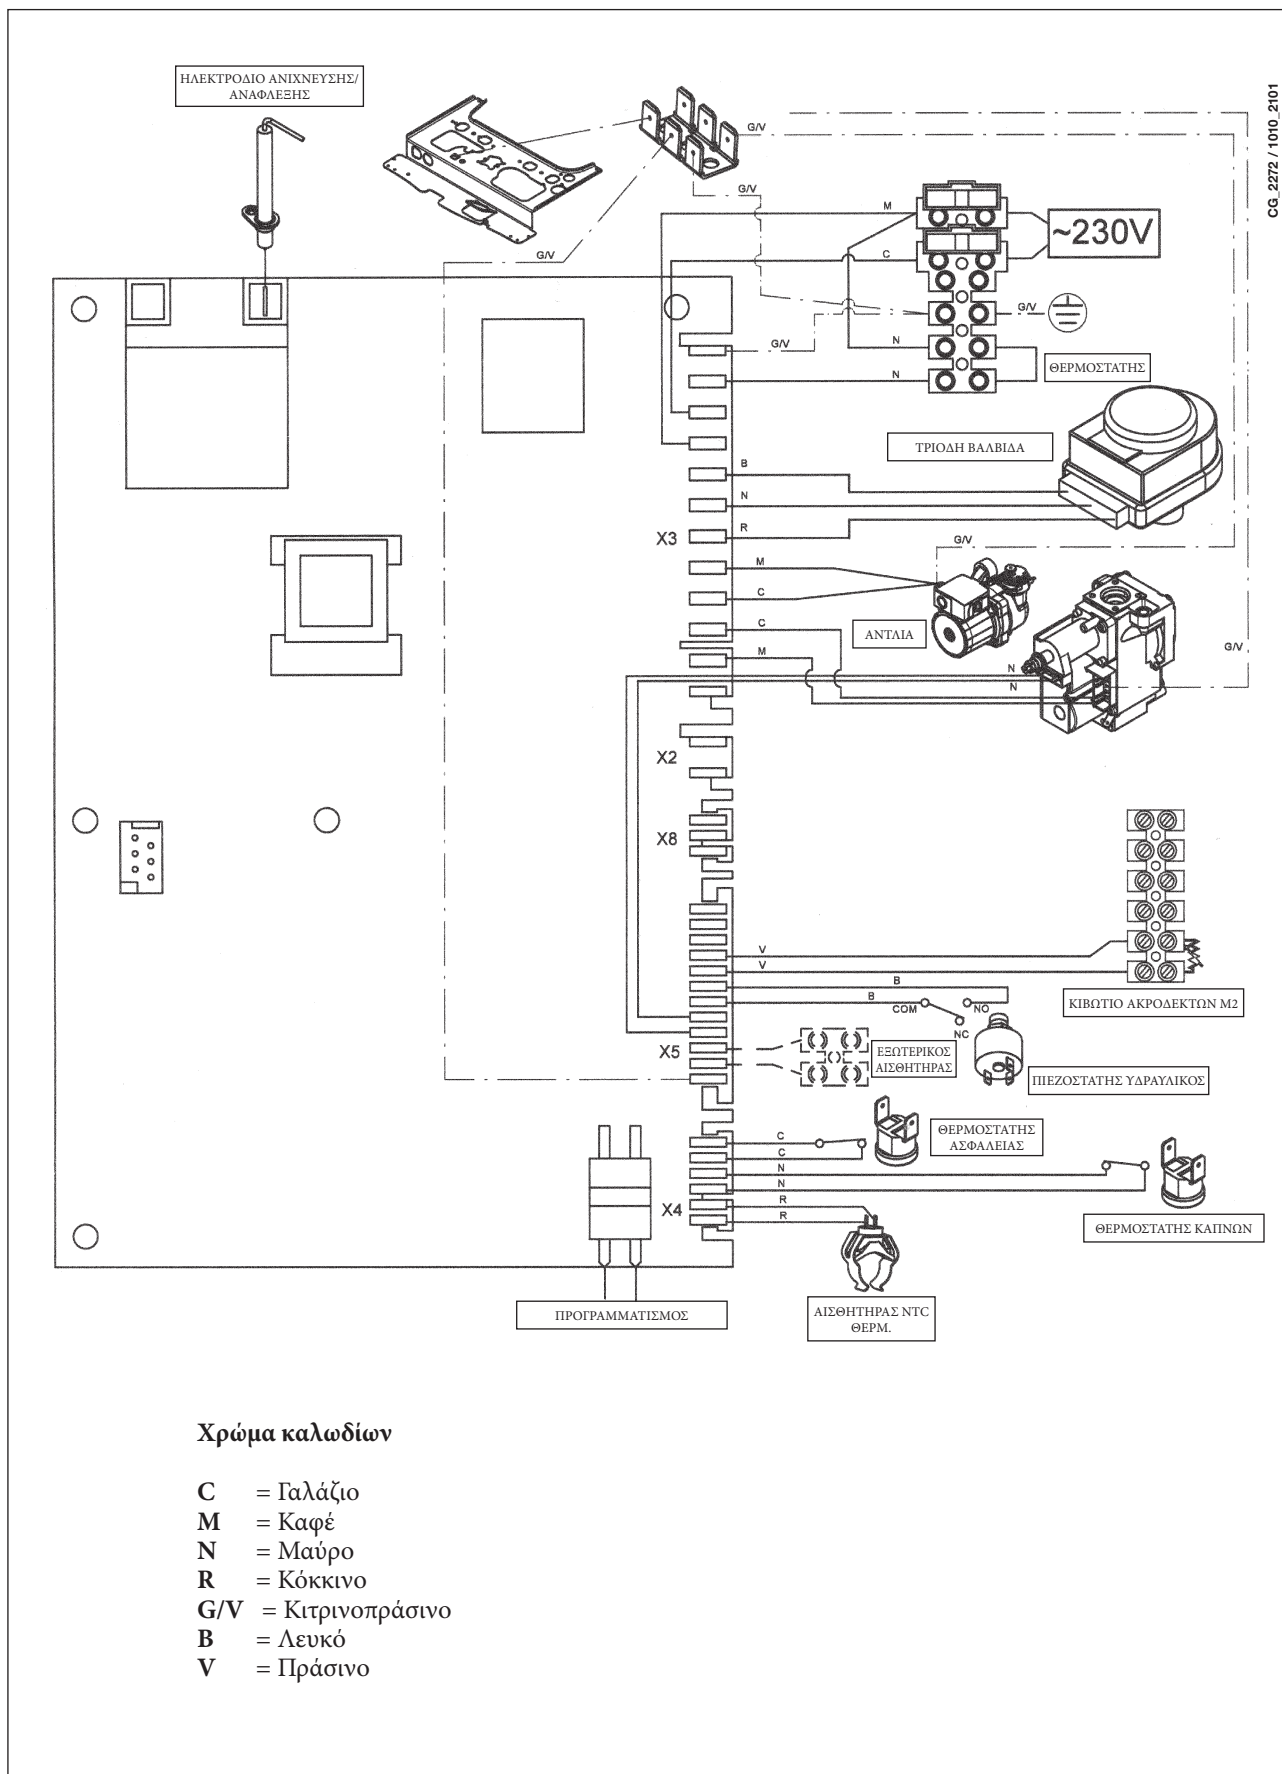 CG_2272 / 1010_2101
ΗΛΕΚΤΡΟΔΙΟ ΑΝΙΧΝΕΥΣΗΣ/
ΑΝΑΦΛΕΞΗΣ
G/V
G/V
G/V
M
~230V
C
G/V
G/V
N
ΘΕΡΜΟΣΤΑΤΗΣ
N
ΤΡΙΟΔΗ ΒΑΛΒΙΔΑ
B
N
R
X3
G/V
M
C
C
ΑΝΤΛΙΑ
M
G/V
N
N
X2
X8
V
V
B
B
COM
NO
NC
ΚΙΒΩΤΙΟ ΑΚΡΟΔΕΚΤΩΝ Μ2
X5
ΕΞΩΤΕΡΙΚΟΣ
ΑΙΣΘΗΤΗΡΑΣ
ΠΙΕΖΟΣΤΑΤΗΣ ΥΔΡΑΥΛΙΚΟΣ
C
C
ΘΕΡΜΟΣΤΑΤΗΣ
ΑΣΦΑΛΕΙΑΣ
N
N
R
R
X4
ΘΕΡΜΟΣΤΑΤΗΣ ΚΑΠΝΩΝ
ΠΡΟΓΡΑΜΜΑΤΙΣΜΟΣ
ΑΙΣΘΗΤΗΡΑΣ NTC
ΘΕΡΜ.
Χρώμα καλωδίων
C = Γαλάζιο
M = Καφέ
N = Μαύρο
R = Κόκκινο
G/V = Κιτρινοπράσινο
B = Λευκό
V = Πράσινο